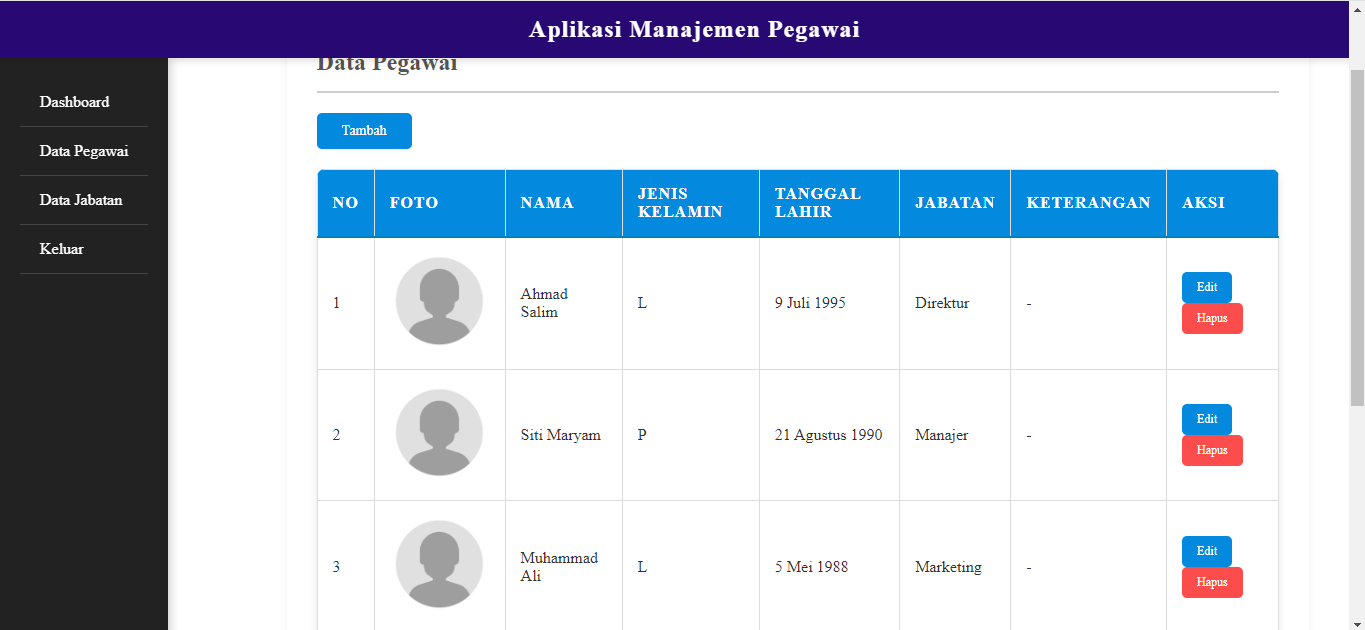 Aplikasi Manajemen Pegawai
Dashboard
Data Pegawai
Data Jabatan
Keluar
Data Pegawai
Tambah
NO FOTO NAMA JENIS KELAMIN TANGGAL LAHIR JABATAN KETERANGAN AKSI
1 Ahmad Salim L 9 Juli 1995 Direktur - Edit Hapus
2 Siti Maryam P 21 Agustus 1990 Manajer - Edit Hapus
3 Muhammad Ali L 5 Mei 1988 Marketing - Edit Hapus